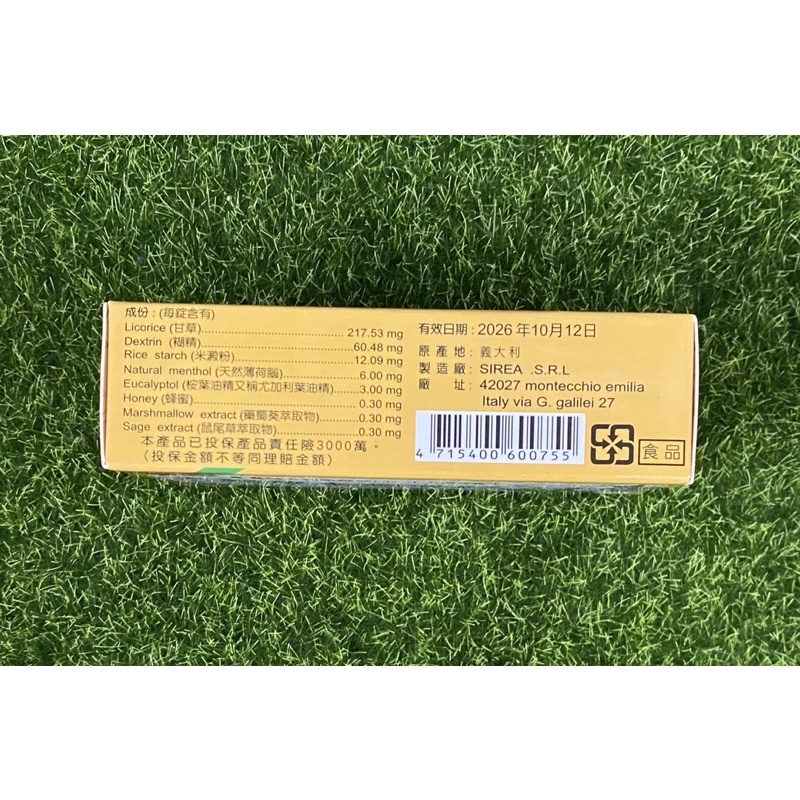 成份：(每錠含有)
Licorice (甘草)..................................217.53 mg
Dextrin (糊精)....................................60.48 mg
Rice starch (米澱粉)............................12.09 mg
Natural menthol (天然薄荷腦)................6.00 mg
Eucalyptol (桉葉油精又稱尤加利葉油精).......3.00 mg
Honey (蜂蜜)......................................0.30 mg
Marshmallow extract (藥蜀葵萃取物).........0.30 mg
Sage extract (鼠尾草萃取物)...................0.30 mg
本產品已投保產品責任險3000萬。
(投保金額不等同理賠金額)
有效日期：2026年10月12日
原產地：義大利
製造廠：SIREA .S.R.L
廠址：42027 montecchio emilia
Italy via G. galilei 27
4 715400 600755
食品